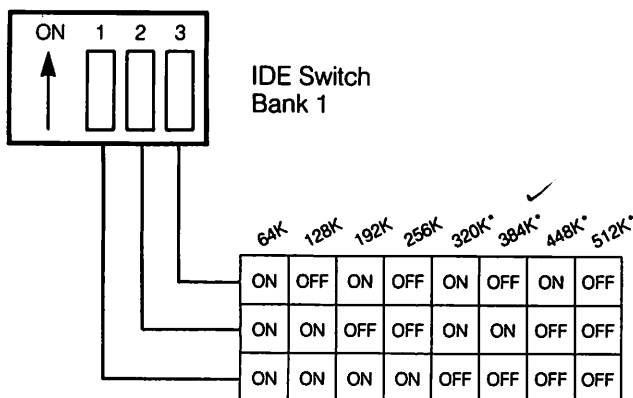 ON 1 2 3
IDE Switch
Bank 1
64K 128K 192K 256K 320K* 384K* 448K* 512K*
ON OFF ON OFF ON OFF ON OFF
ON ON OFF OFF ON ON OFF OFF
ON ON ON ON OFF OFF OFF OFF